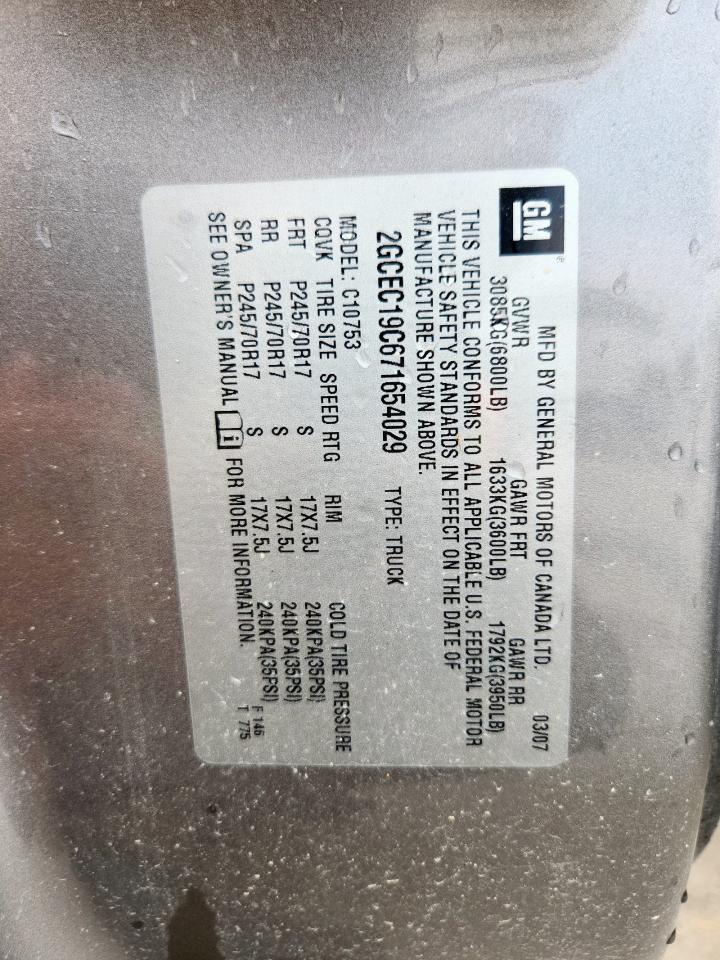 GM®
MFD BY GENERAL MOTORS OF CANADA LTD. 03/07
GVWR GAWR FRT GAWR RR
3085KG(6800LB) 1633KG(3600LB) 1792KG(3950LB)
THIS VEHICLE CONFORMS TO ALL APPLICABLE U.S. FEDERAL MOTOR
VEHICLE SAFETY STANDARDS IN EFFECT ON THE DATE OF
MANUFACTURE SHOWN ABOVE.
2GCEC19C671654029 TYPE: TRUCK
MODEL: C10753
CQVK TIRE SIZE SPEED RTG RIM COLD TIRE PRESSURE
FRT P245/70R17 S 17X7.5J 240KPA(35PSI)
RR P245/70R17 S 17X7.5J 240KPA(35PSI)
SPA P245/70R17 S 17X7.5J 240KPA(35PSI)
SEE OWNER'S MANUAL i FOR MORE INFORMATION.
F 146
T 775